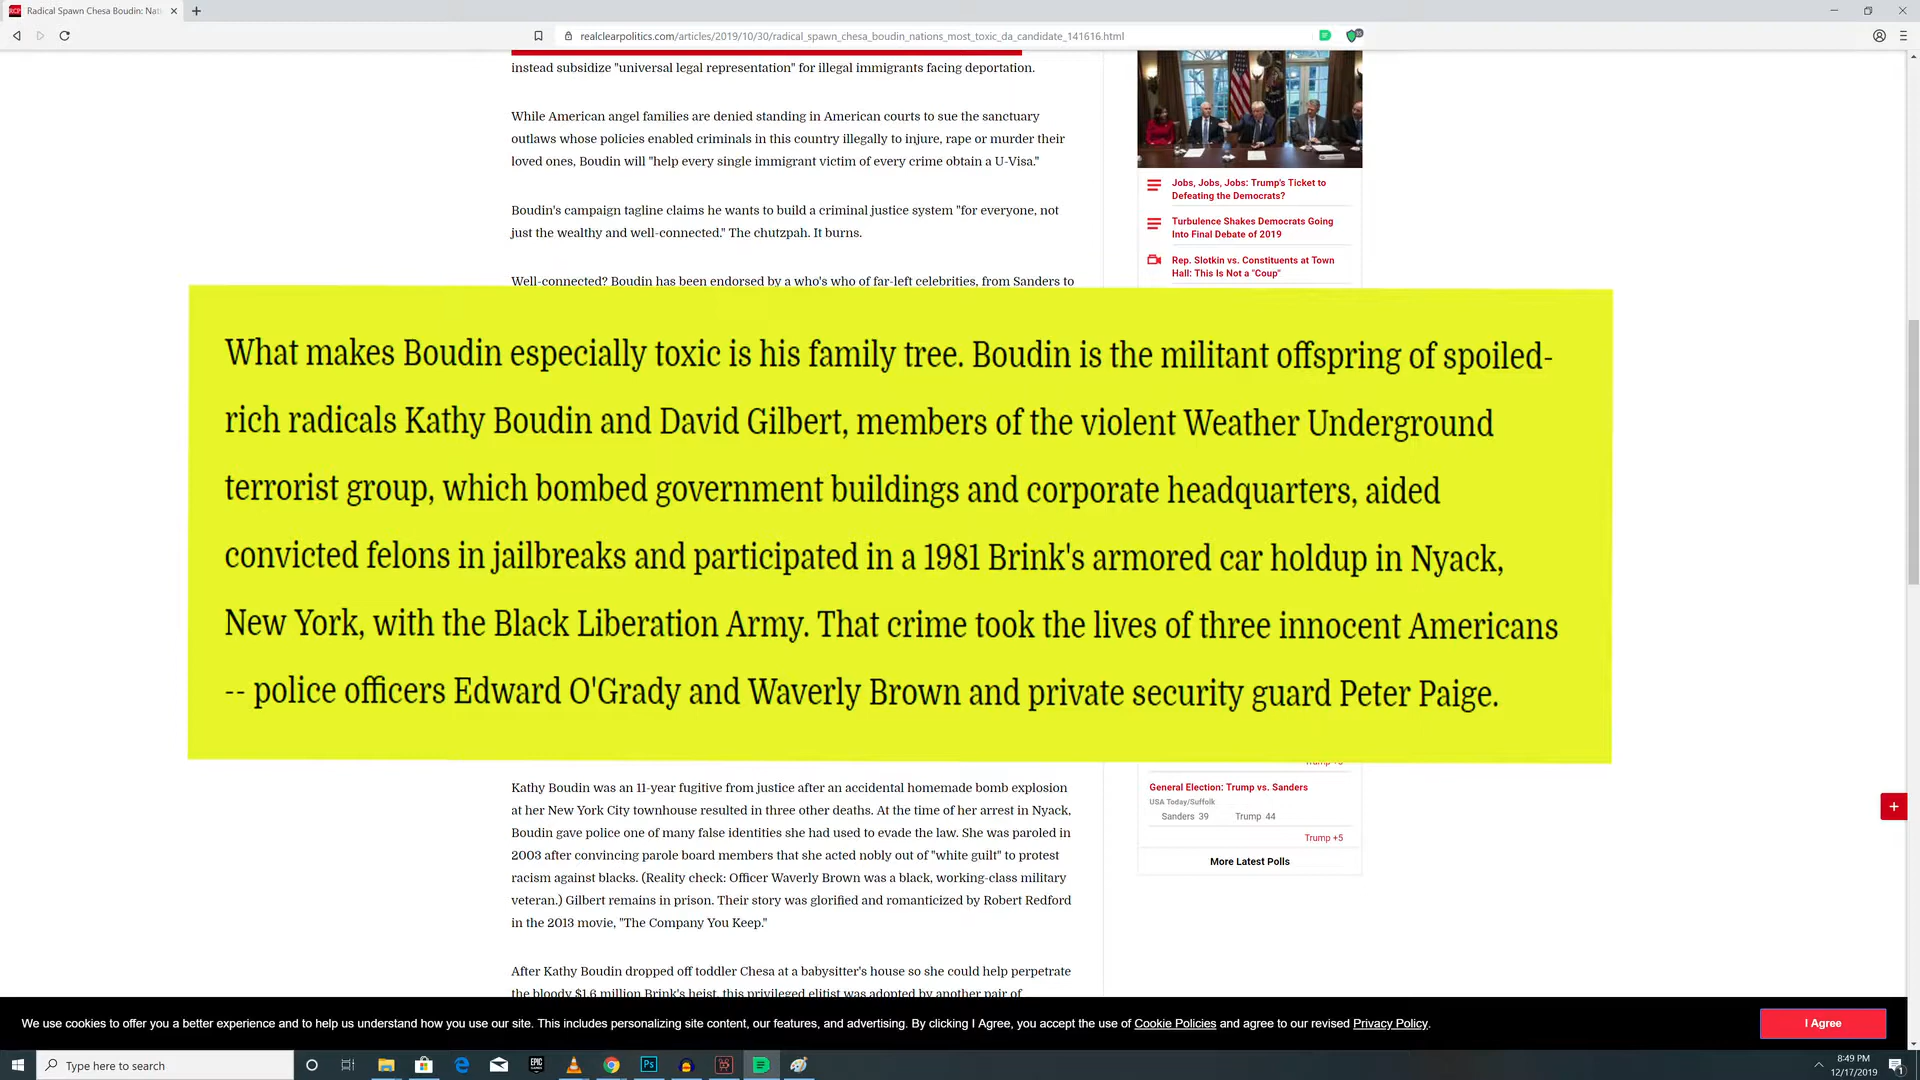 Radical Spawn Chesa Boudin: Nati
realclearpolitics.com/articles/2019/10/30/radical_spawn_chesa_boudin_nations_most_toxic_da_candidate_141616.html
instead subsidize "universal legal representation" for illegal immigrants facing deportation.
While American angel families are denied standing in American courts to sue the sanctuary
outlaws whose policies enabled criminals in this country illegally to injure, rape or murder their
loved ones, Boudin will "help every single immigrant victim of every crime obtain a U-Visa."
Boudin's campaign tagline claims he wants to build a criminal justice system "for everyone, not
just the wealthy and well-connected." The chutzpah. It burns.
Well-connected? Boudin has been endorsed by a who's who of far-left celebrities, from Sanders to
Jobs, Jobs, Jobs: Trump's Ticket to
Defeating the Democrats?
Turbulence Shakes Democrats Going
Into Final Debate of 2019
Rep. Slotkin vs. Constituents at Town
Hall: This Is Not a "Coup"
What makes Boudin especially toxic is his family tree. Boudin is the militant offspring of spoiled-
rich radicals Kathy Boudin and David Gilbert, members of the violent Weather Underground
terrorist group, which bombed government buildings and corporate headquarters, aided
convicted felons in jailbreaks and participated in a 1981 Brink's armored car holdup in Nyack,
New York, with the Black Liberation Army. That crime took the lives of three innocent Americans
-- police officers Edward O'Grady and Waverly Brown and private security guard Peter Paige.
Kathy Boudin was an 11-year fugitive from justice after an accidental homemade bomb explosion
at her New York City townhouse resulted in three other deaths. At the time of her arrest in Nyack,
Boudin gave police one of many false identities she had used to evade the law. She was paroled in
2003 after convincing parole board members that she acted nobly out of "white guilt" to protest
racism against blacks. (Reality check: Officer Waverly Brown was a black, working-class military
veteran.) Gilbert remains in prison. Their story was glorified and romanticized by Robert Redford
in the 2013 movie, "The Company You Keep."
After Kathy Boudin dropped off toddler Chesa at a babysitter's house so she could help perpetrate
the bloody $1.6 million Brink's heist, this privileged elitist was adopted by another pair of
General Election: Trump vs. Sanders
USA Today/Suffolk
Sanders 39 Trump 44
Trump +5
More Latest Polls
We use cookies to offer you a better experience and to help us understand how you use our site. This includes personalizing site content, our features, and advertising. By clicking I Agree, you accept the use of Cookie Policies and agree to our revised Privacy Policy.
I Agree
Type here to search
EPIC
Ps
8:49 PM
12/17/2019